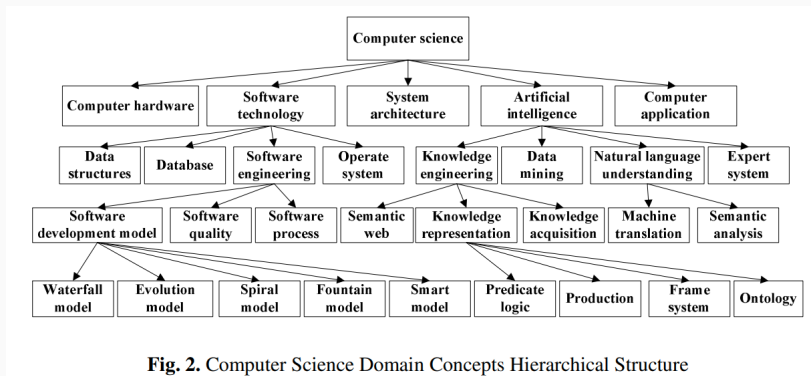 Computer science
Computer hardware
Software
technology
System
architecture
Artificial
intelligence
Computer
application
Data
structures
Database
Software
engineering
Operate
system
Knowledge
engineering
Data
mining
Natural language
understanding
Expert
system
Software
development model
Software
quality
Software
process
Semantic
web
Knowledge
representation
Knowledge
acquisition
Machine
translation
Semantic
analysis
Waterfall
model
Evolution
model
Spiral
model
Fountain
model
Smart
model
Predicate
logic
Production
Frame
system
Ontology
Fig. 2. Computer Science Domain Concepts Hierarchical Structure